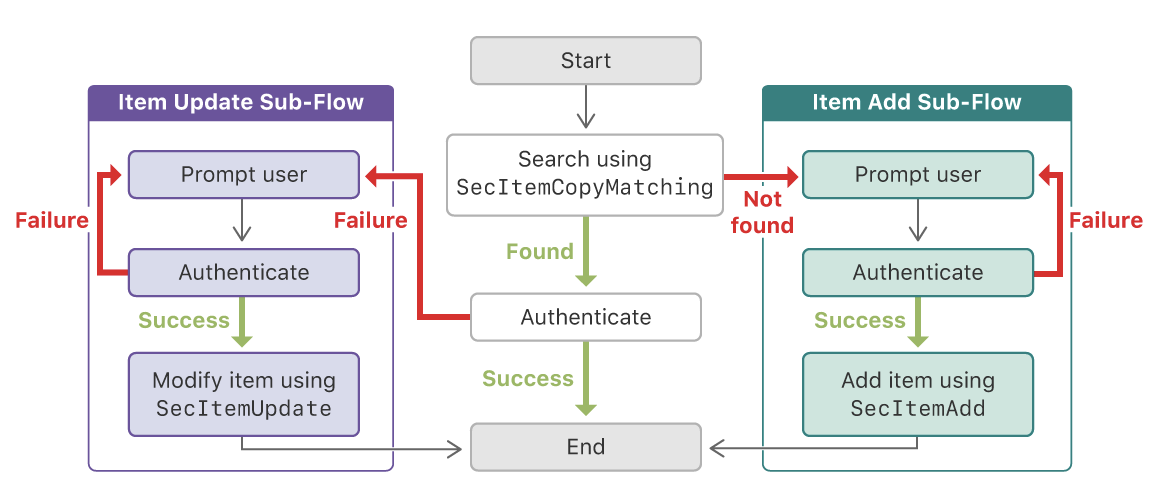 Start
Item Update Sub-Flow
Item Add Sub-Flow
Search using
SecItemCopyMatching
Prompt user
Prompt user
Not
found
Failure
Failure
Failure
Found
Authenticate
Authenticate
Authenticate
Success
Success
Success
Modify item using
SecItemUpdate
Add item using
SecItemAdd
End